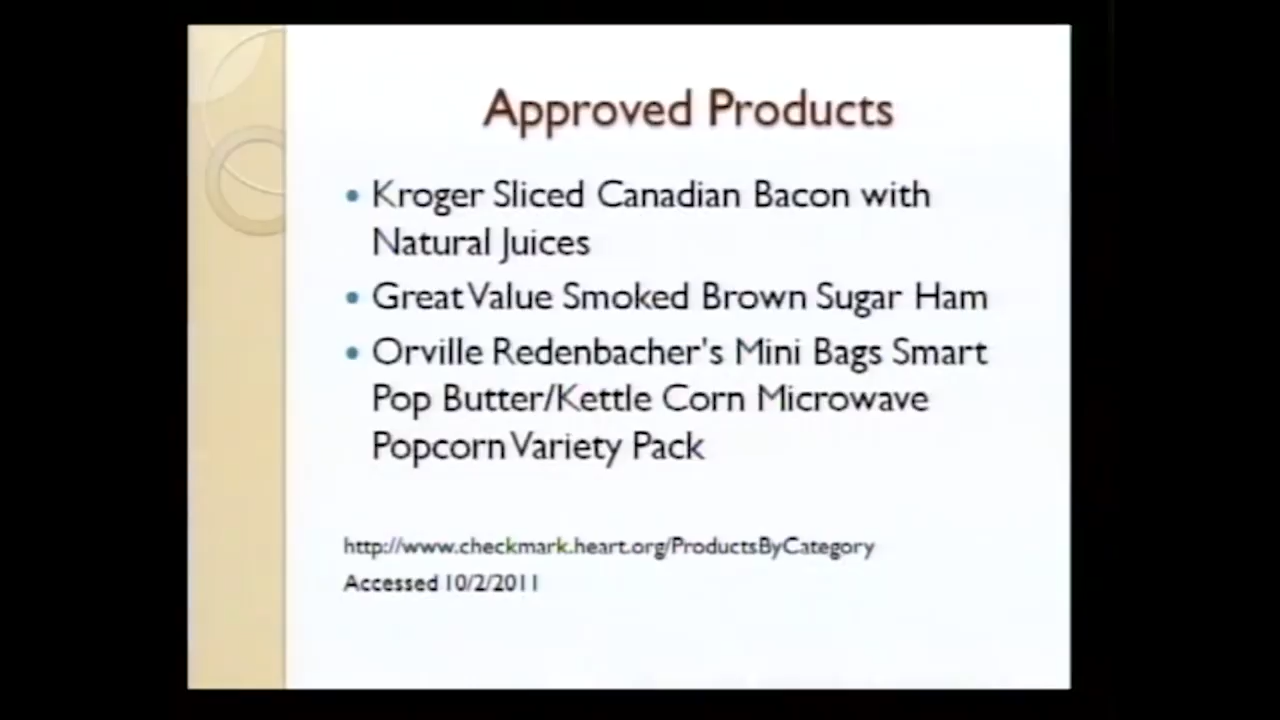 Approved Products
• Kroger Sliced Canadian Bacon with
Natural Juices
• Great Value Smoked Brown Sugar Ham
• Orville Redenbacher's Mini Bags Smart
Pop Butter/Kettle Corn Microwave
Popcorn Variety Pack
http://www.checkmark.heart.org/ProductsByCategory
Accessed 10/2/2011